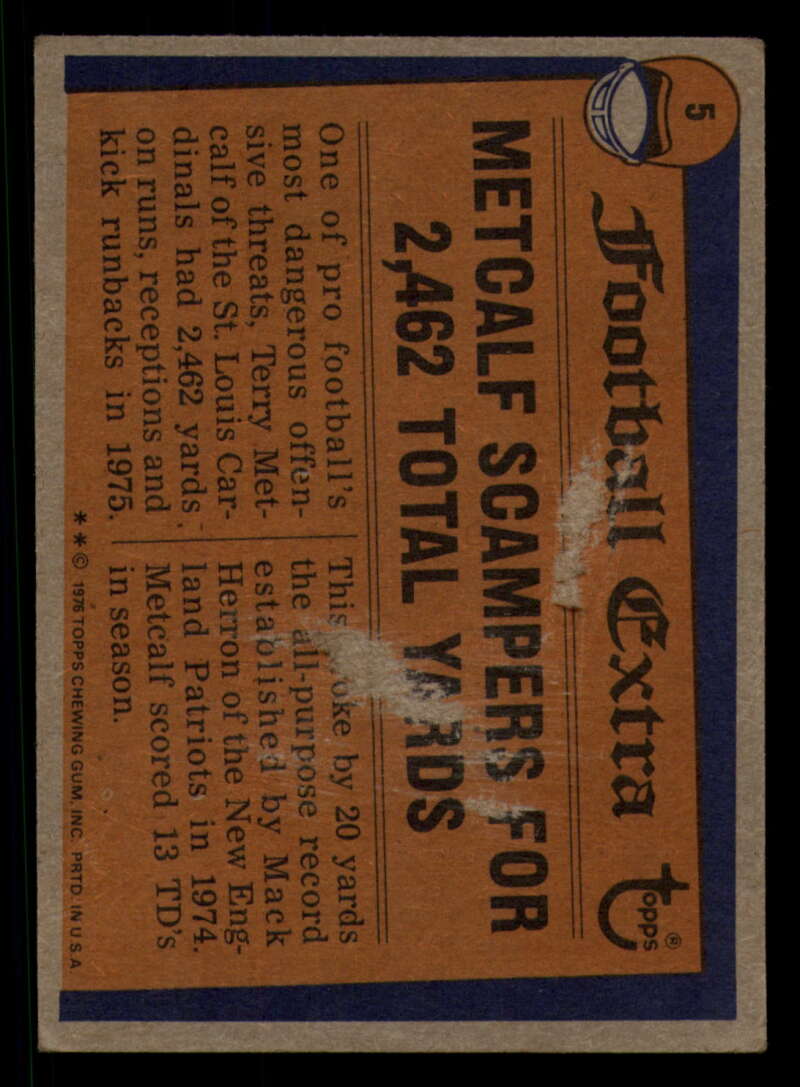 5
Football Extra
topps®
METCALF SCAMPERS FOR
2,462 TOTAL YARDS
One of pro football's
most dangerous offen-
sive threats, Terry Met-
calf of the St. Louis Car-
dinals had 2,462 yards
on runs, receptions and
kick runbacks in 1975.
This by 20 yards
the all-purpose record
established by Mack
Herron of the New Eng-
land Patriots in 1974.
Metcalf scored 13 TD's
in season.
**© 1976 TOPPS CHEWING GUM, INC. PRTD. IN U S A